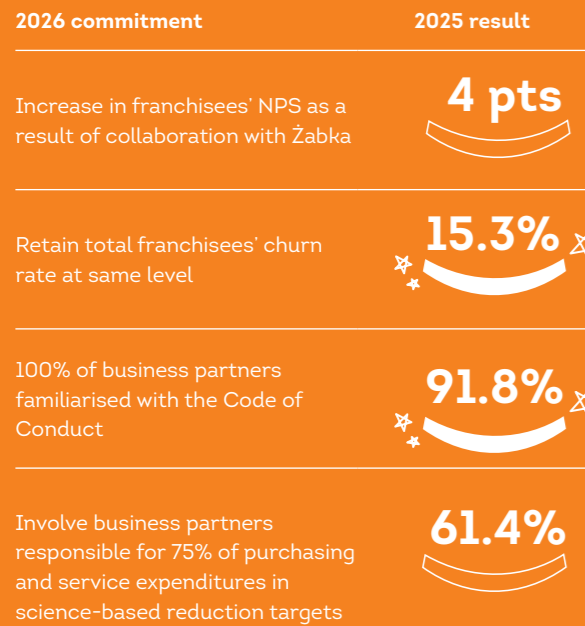 2026 commitment
2025 result
Increase in franchisees' NPS as a
result of collaboration with Żabka
4 pts
Retain total franchisees' churn
rate at same level
15.3%
100% of business partners
familiarised with the Code of
Conduct
91.8%
Involve business partners
responsible for 75% of purchasing
and service expenditures in
science-based reduction targets
61.4%